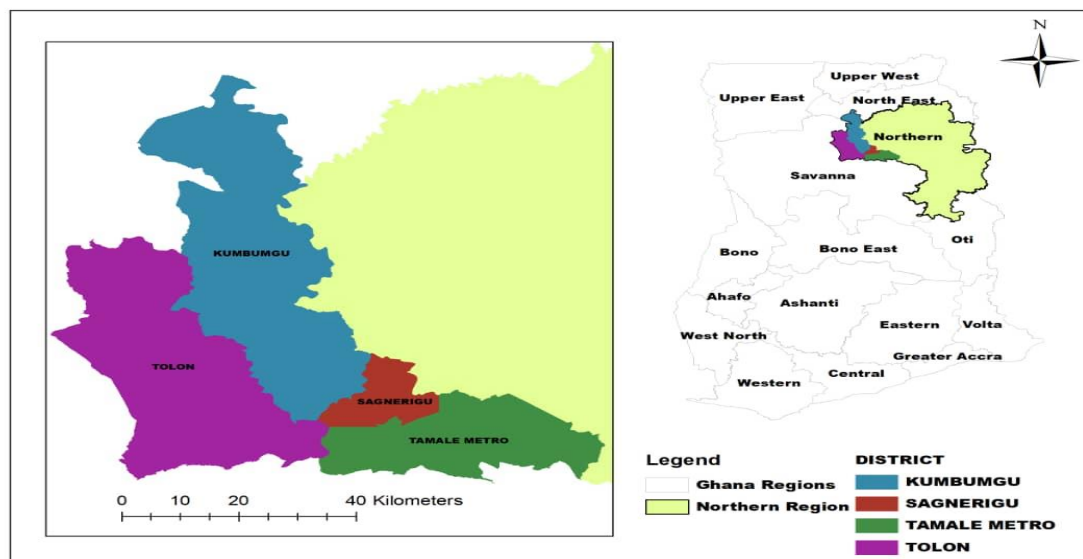 KUMBUMGU
TOLON
SAGNERIGU
TAMALE METRO
0 10 20 40 Kilometers
N
Upper West
Upper East
North East
Northern
Savanna
Oti
Bono
Bono East
Ahafo
Ashanti
West North
Eastern
Volta
Greater Accra
Central
Western
Legend
Ghana Regions
Northern Region
DISTRICT
KUMBUMGU
SAGNERIGU
TAMALE METRO
TOLON